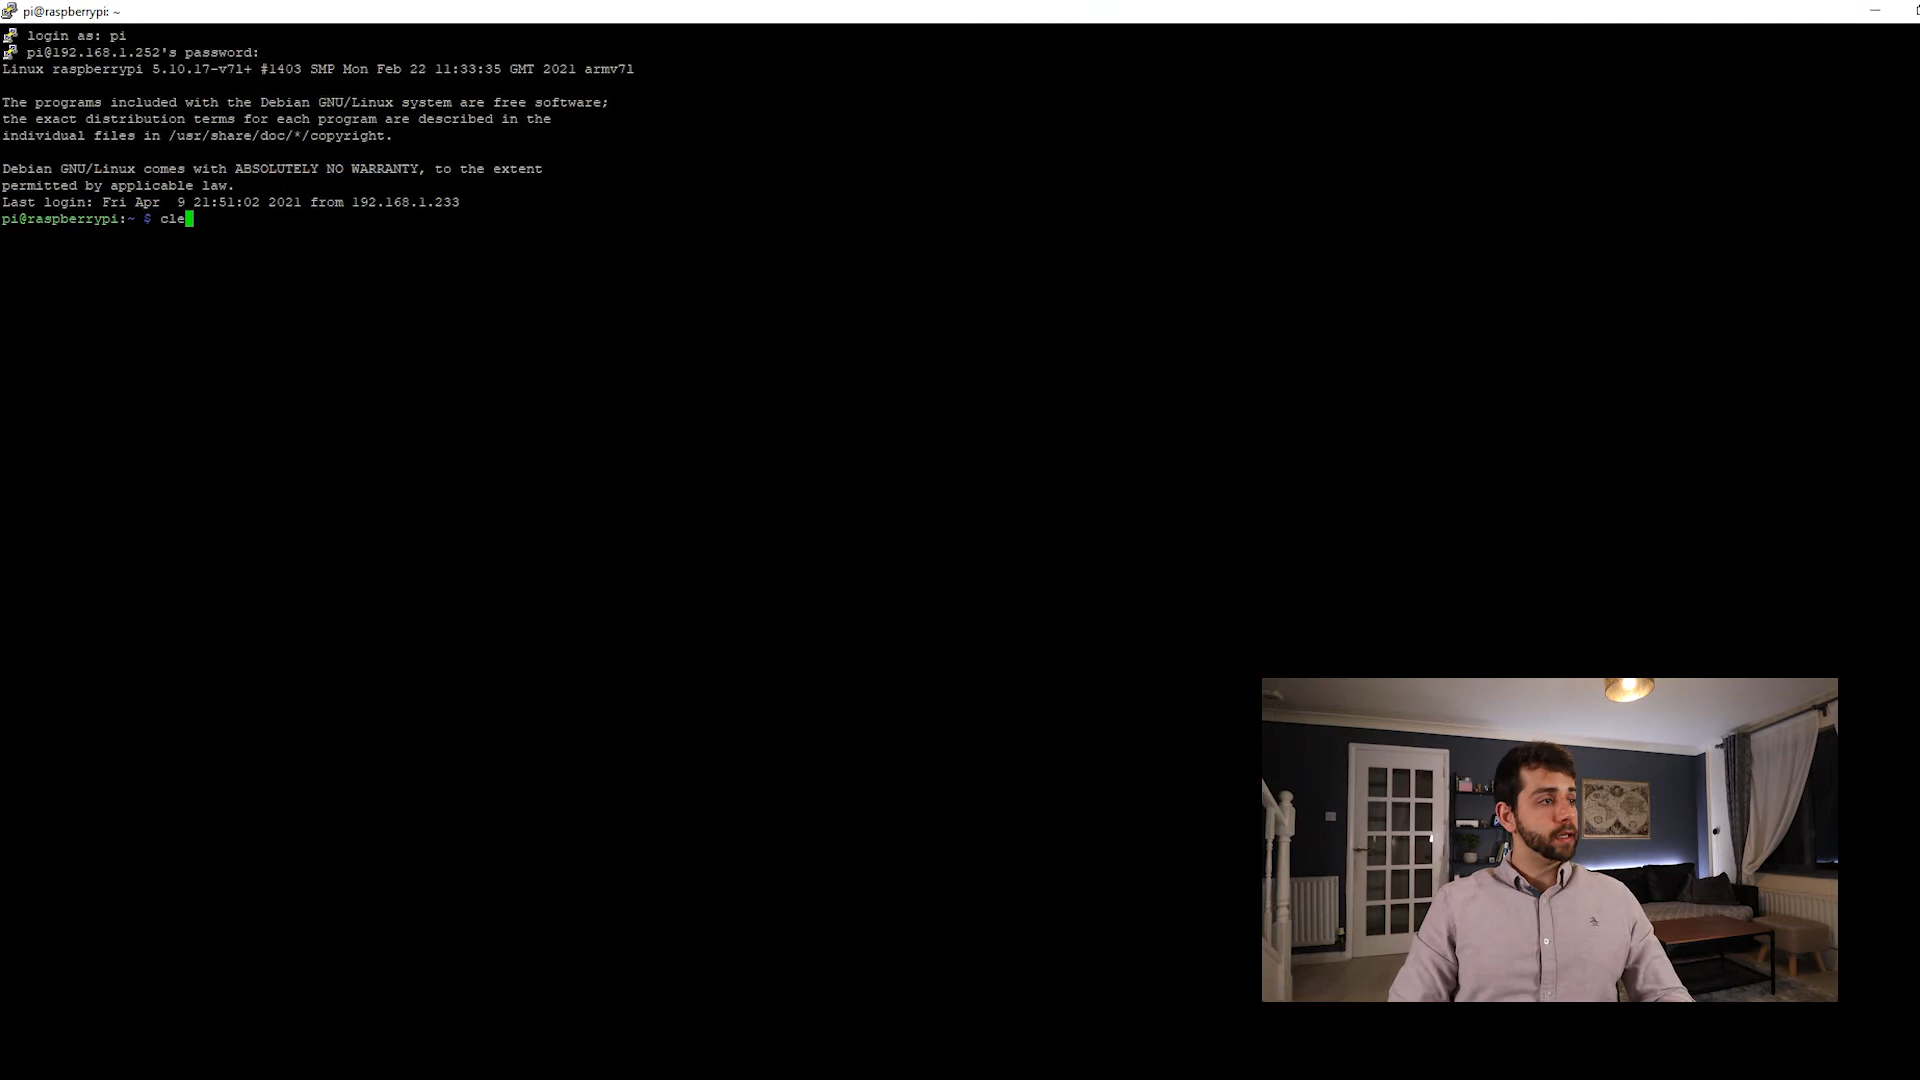 pi@raspberrypi: ~
login as: pi
pi@192.168.1.252's password:
Linux raspberrypi 5.10.17-v7l+ #1403 SMP Mon Feb 22 11:33:35 GMT 2021 armv7l
The programs included with the Debian GNU/Linux system are free software;
the exact distribution terms for each program are described in the
individual files in /usr/share/doc/*/copyright.
Debian GNU/Linux comes with ABSOLUTELY NO WARRANTY, to the extent
permitted by applicable law.
Last login: Fri Apr  9 21:51:02 2021 from 192.168.1.233
pi@raspberrypi:~ $ cle